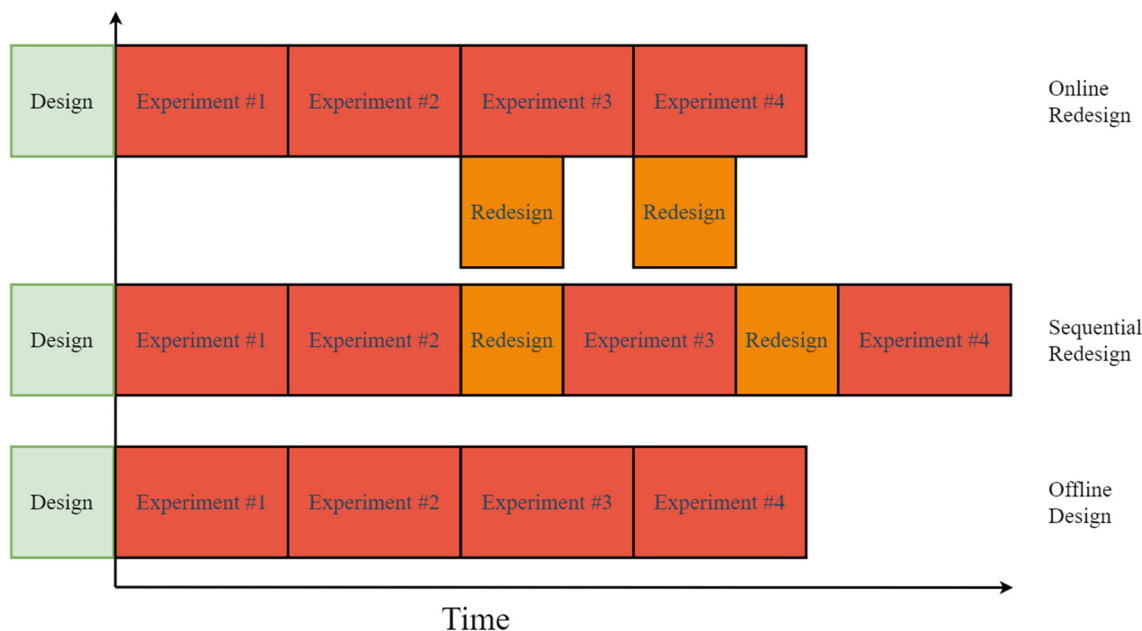 Design
Experiment #1
Experiment #2
Experiment #3
Experiment #4
Online
Redesign
Redesign
Redesign
Design
Experiment #1
Experiment #2
Redesign
Experiment #3
Redesign
Experiment #4
Sequential
Redesign
Design
Experiment #1
Experiment #2
Experiment #3
Experiment #4
Offline
Design
Time